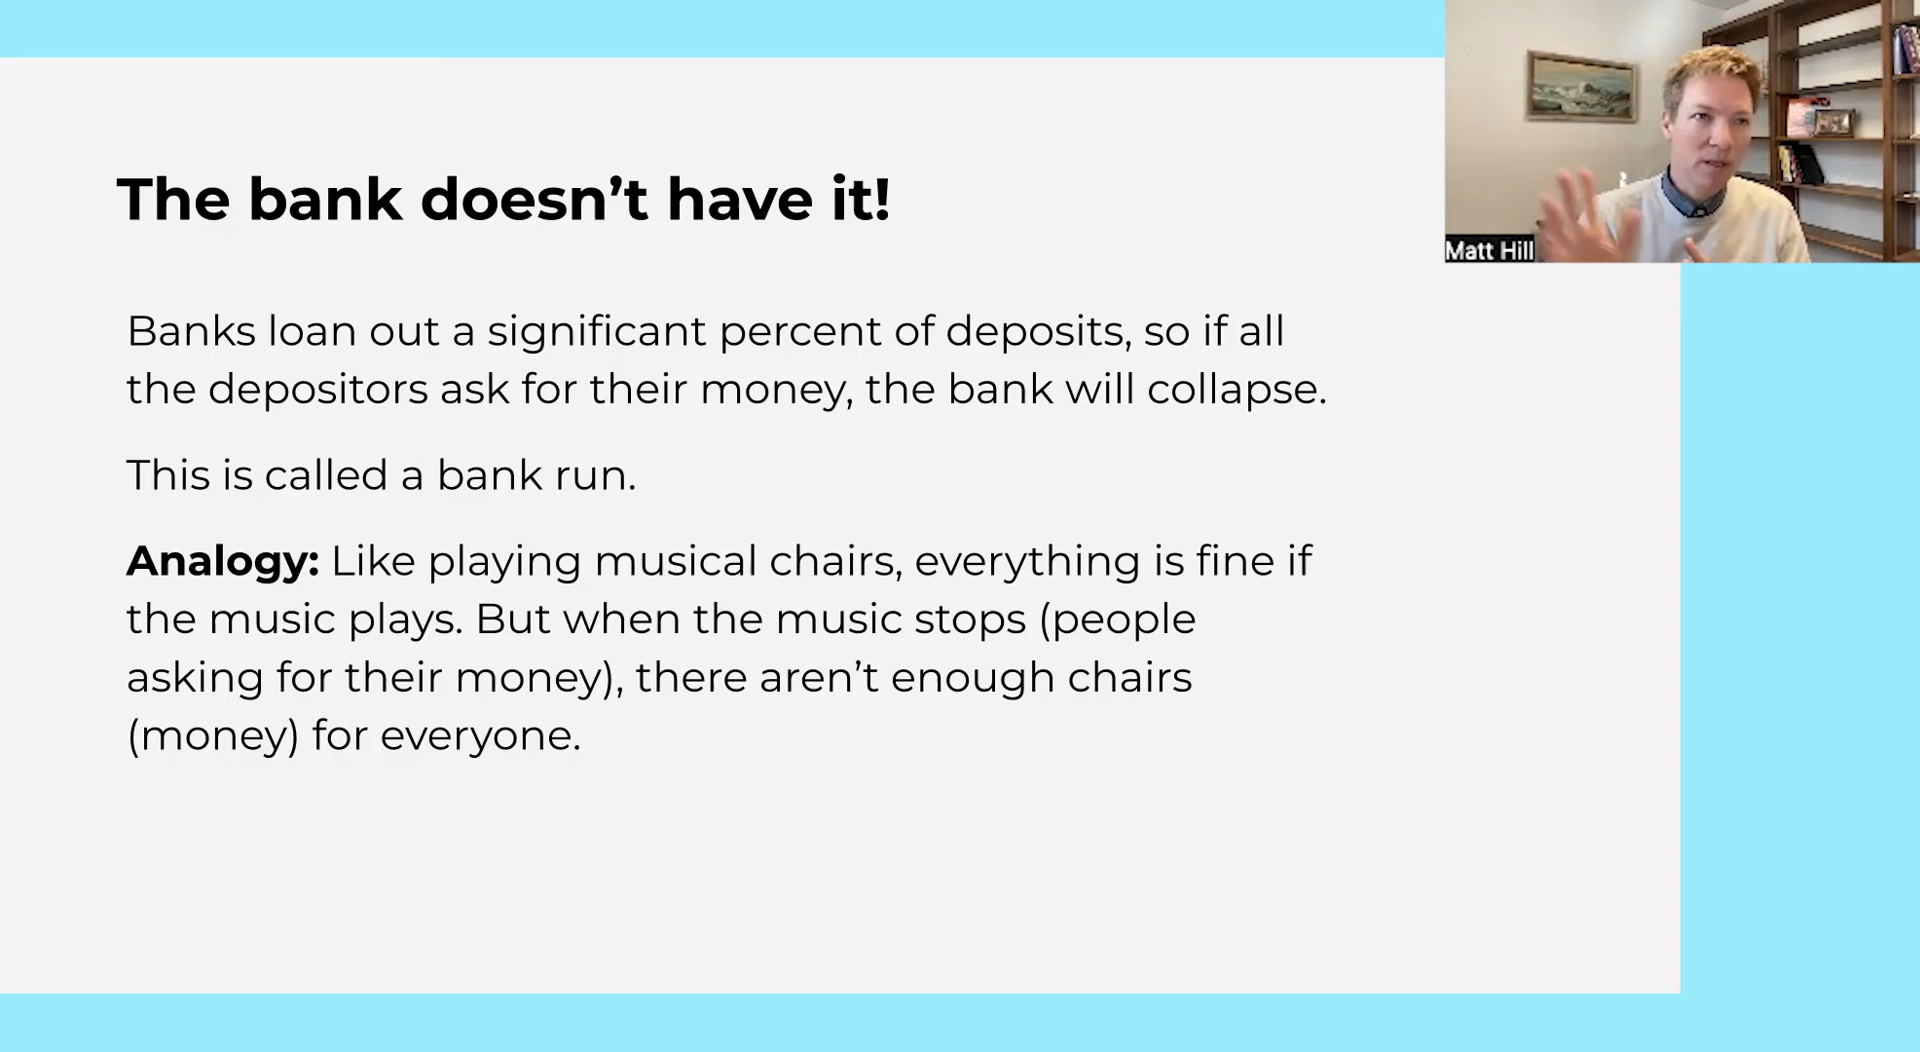 The bank doesn’t have it!
Matt Hill
Banks loan out a significant percent of deposits, so if all
the depositors ask for their money, the bank will collapse.
This is called a bank run.
Analogy: Like playing musical chairs, everything is fine if
the music plays. But when the music stops (people
asking for their money), there aren’t enough chairs
(money) for everyone.